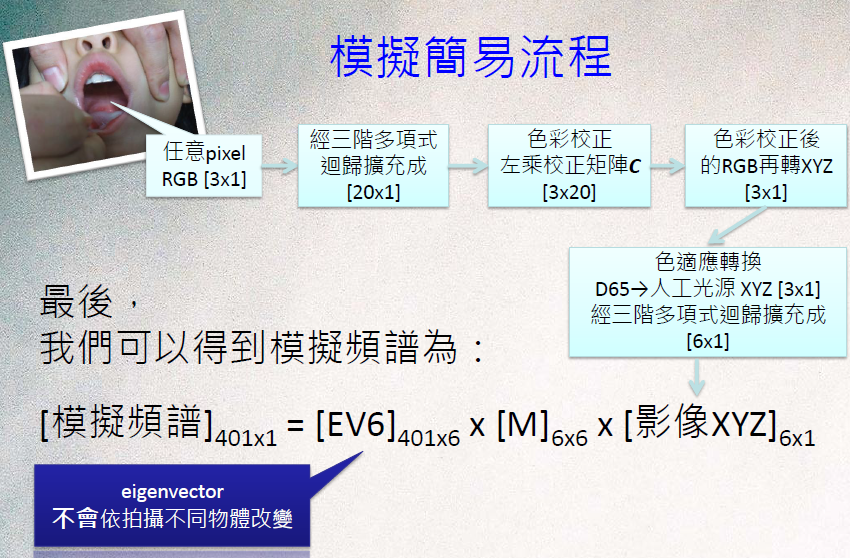 模擬簡易流程
任意pixel
RGB [3x1]
經三階多項式
迴歸擴充成
[20x1]
色彩校正
左乘校正矩陣C
[3x20]
色彩校正後
的RGB再轉XYZ
[3x1]
色適應轉換
D65→人工光源 XYZ [3x1]
經三階多項式迴歸擴充成
[6x1]
最後，
我們可以得到模擬頻譜為：
[模擬頻譜]401x1 = [EV6]401x6 x [M]6x6 x [影像XYZ]6x1
eigenvector
不會依拍攝不同物體改變